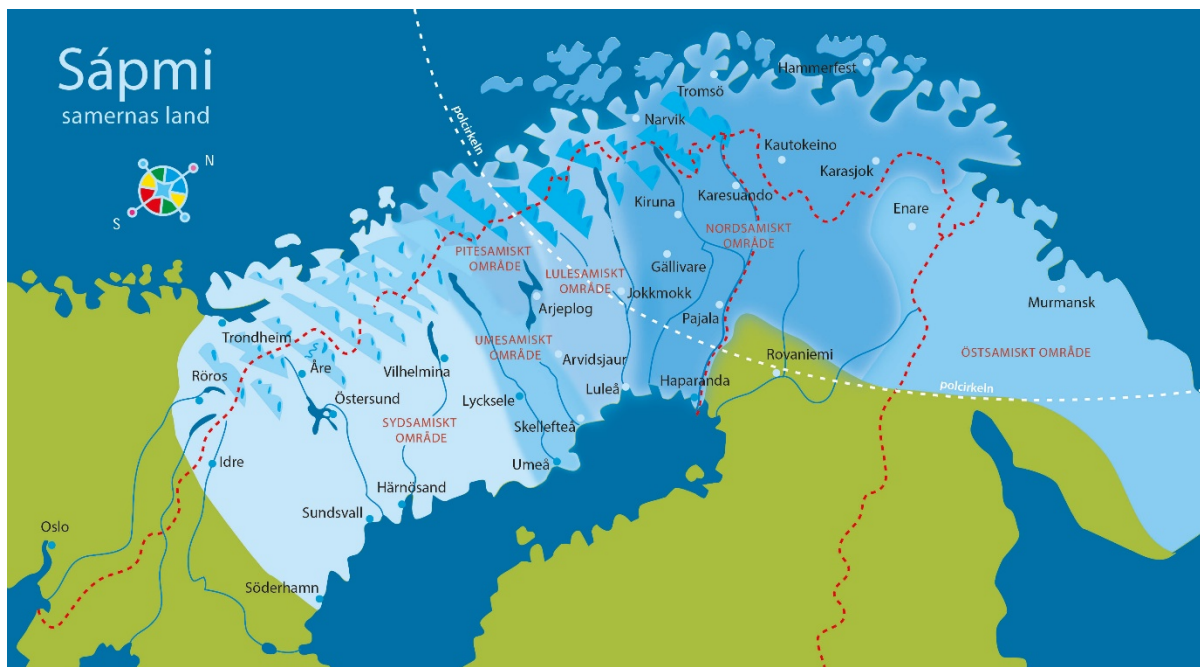 Sápmi
samernas land
N
S
polcirkeln
Hammerfest
Tromsö
Narvik
Kautokeino
Karasjok
Karesuando
Kiruna
Enare
NORDSAMISKT
OMRÅDE
PITESAMISKT
OMRÅDE
LULESAMISKT
OMRÅDE
Gällivare
Jokkmokk
Arjeplog
Murmansk
Pajala
Trondheim
UMESAMISKT
OMRÅDE
Arvidsjaur
ÖSTSAMISKT OMRÅDE
Rovaniemi
Åre
Vilhelmina
Röros
Luleå
Haparanda
polcirkeln
Östersund
Lycksele
SYDSAMISKT
OMRÅDE
Skellefteå
Idre
Umeå
Härnösand
Sundsvall
Oslo
Söderhamn